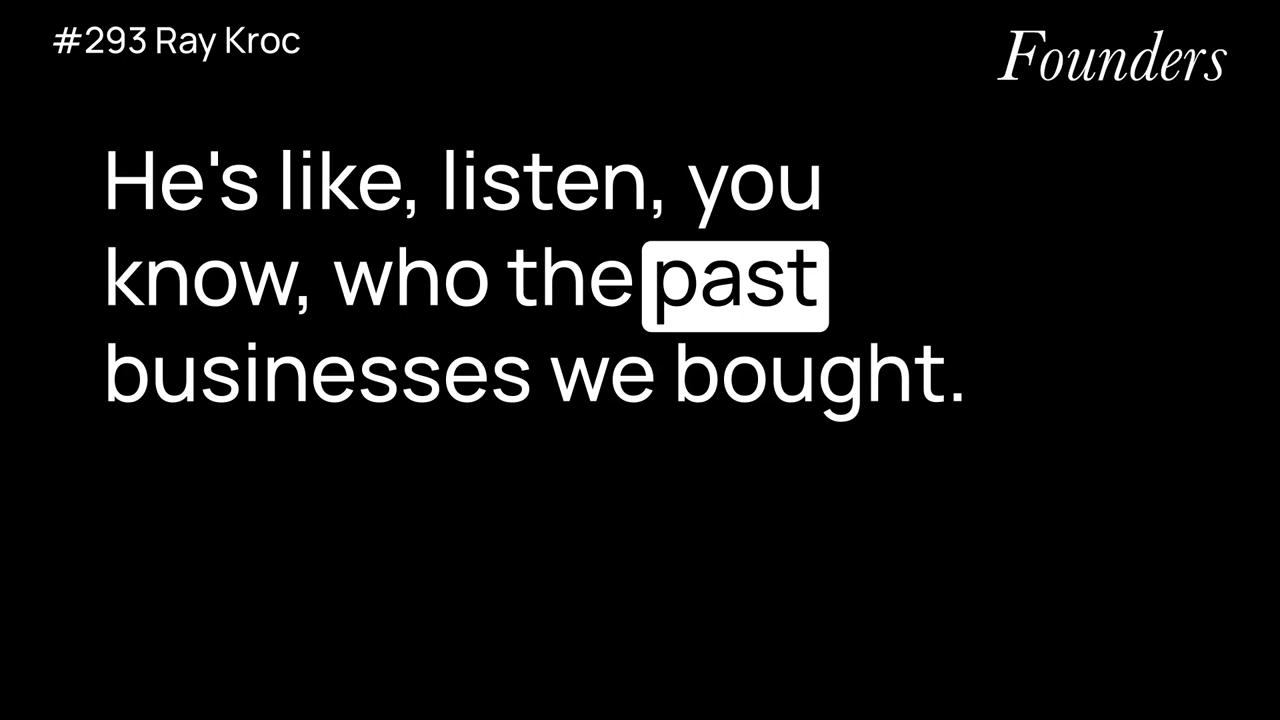 #293 Ray Kroc
Founders
He's like, listen, you
know, who the past
businesses we bought.